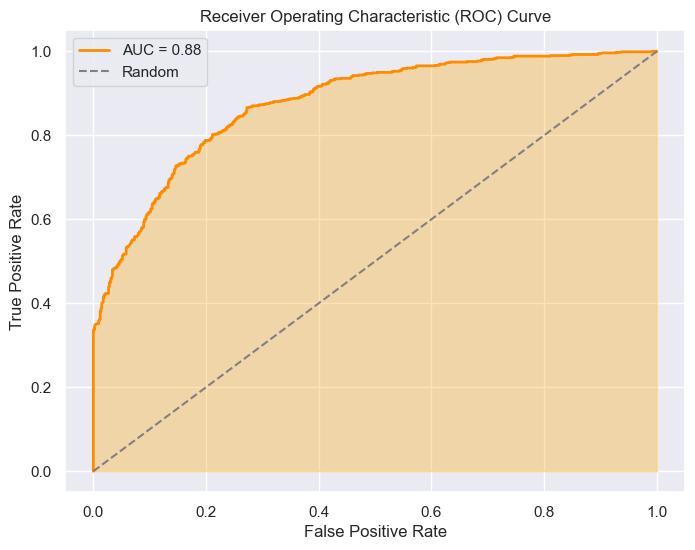 Receiver Operating Characteristic (ROC) Curve
AUC = 0.88
Random
True Positive Rate
1.0
0.8
0.6
0.4
0.2
0.0
0.0 0.2 0.4 0.6 0.8 1.0
False Positive Rate